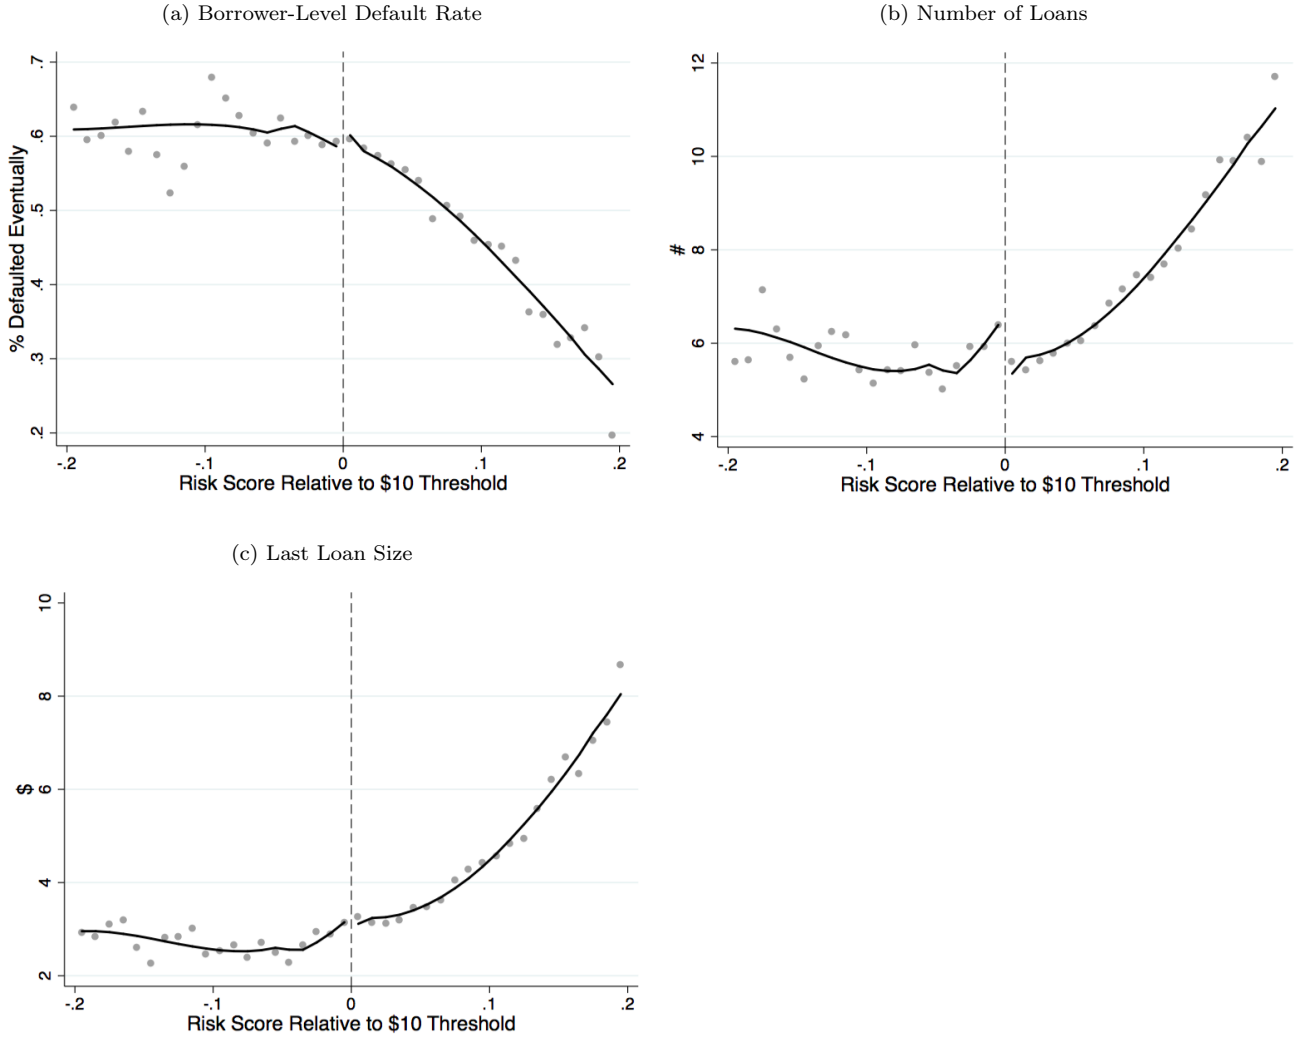 (a) Borrower-Level Default Rate
% Defaulted Eventually
.7
.6
.5
.4
.3
.2
-.2 -.1 0 .1 .2
Risk Score Relative to $10 Threshold
(b) Number of Loans
#
12
10
8
6
4
-.2 -.1 0 .1 .2
Risk Score Relative to $10 Threshold
(c) Last Loan Size
$
10
8
6
4
2
-.2 -.1 0 .1 .2
Risk Score Relative to $10 Threshold